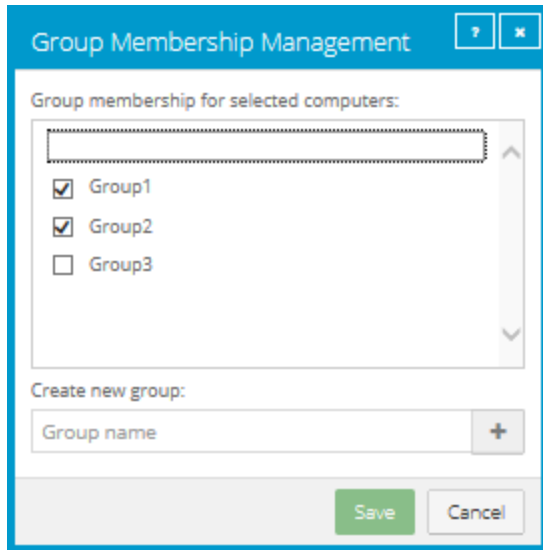 Group Membership Management ? ×
Group membership for selected computers:
Group1
Group2
Group3
Create new group:
Group name +
Save Cancel